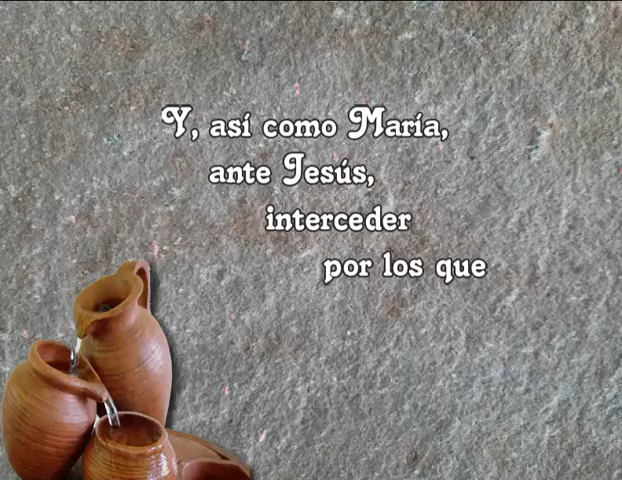 Y, así como María,
ante Jesús,
interceder
por los que